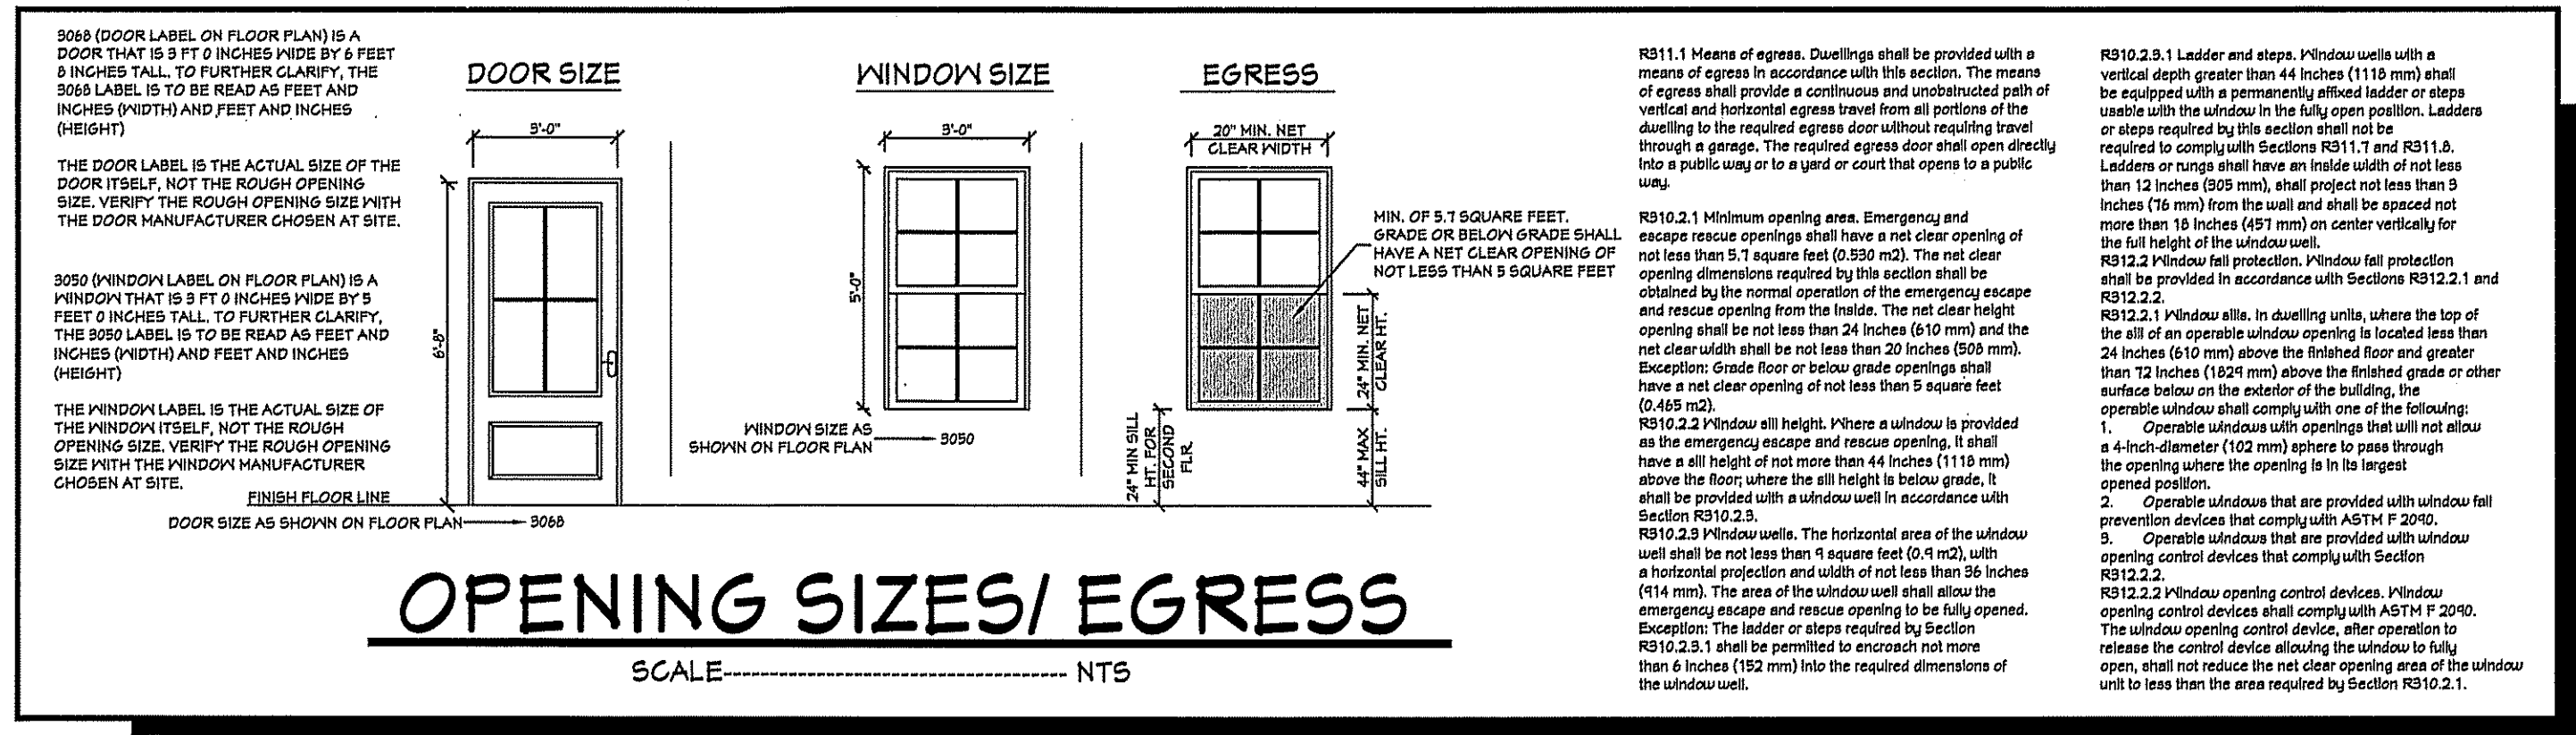 3068 (DOOR LABEL ON FLOOR PLAN) IS A
DOOR THAT IS 3 FT 0 INCHES WIDE BY 6 FEET
8 INCHES TALL. TO FURTHER CLARIFY, THE
3068 LABEL IS TO BE READ AS FEET AND
INCHES (WIDTH) AND FEET AND INCHES
(HEIGHT)
THE DOOR LABEL IS THE ACTUAL SIZE OF THE
DOOR ITSELF, NOT THE ROUGH OPENING
SIZE. VERIFY THE ROUGH OPENING SIZE WITH
THE DOOR MANUFACTURER CHOSEN AT SITE.
3050 (WINDOW LABEL ON FLOOR PLAN) IS A
WINDOW THAT IS 3 FT 0 INCHES WIDE BY 5
FEET 0 INCHES TALL. TO FURTHER CLARIFY,
THE 3050 LABEL IS TO BE READ AS FEET AND
INCHES (WIDTH) AND FEET AND INCHES
(HEIGHT)
THE WINDOW LABEL IS THE ACTUAL SIZE OF
THE WINDOW ITSELF, NOT THE ROUGH
OPENING SIZE. VERIFY THE ROUGH OPENING
SIZE WITH THE WINDOW MANUFACTURER
CHOSEN AT SITE.
FINISH FLOOR LINE
DOOR SIZE AS SHOWN ON FLOOR PLAN 3068
DOOR SIZE
3'-0"
6'-8"
WINDOW SIZE
3'-0"
5'-0"
WINDOW SIZE AS
SHOWN ON FLOOR PLAN 3050
EGRESS
20" MIN. NET
CLEAR WIDTH
MIN. OF 5.7 SQUARE FEET.
GRADE OR BELOW GRADE SHALL
HAVE A NET CLEAR OPENING OF
NOT LESS THAN 5 SQUARE FEET
24" MIN. NET
CLEAR HT.
24" MIN SILL
HT. FOR
SECOND
FLR
44" MAX
SILL HT.
OPENING SIZES/ EGRESS
SCALE------------------------------------ NTS
R311.1 Means of egress. Dwellings shall be provided with a
means of egress in accordance with this section. The means
of egress shall provide a continuous and unobstructed path of
vertical and horizontal egress travel from all portions of the
dwelling to the required egress door without requiring travel
through a garage. The required egress door shall open directly
into a public way or to a yard or court that opens to a public
way.
R310.2.1 Minimum opening area. Emergency and
escape rescue openings shall have a net clear opening of
not less than 5.7 square feet (0.530 m2). The net clear
opening dimensions required by this section shall be
obtained by the normal operation of the emergency escape
and rescue opening from the inside. The net clear height
opening shall be not less than 24 inches (610 mm) and the
net clear width shall be not less than 20 inches (508 mm).
Exception: Grade floor or below grade openings shall
have a net clear opening of not less than 5 square feet
(0.465 m2).
R310.2.2 Window sill height. Where a window is provided
as the emergency escape and rescue opening, it shall
have a sill height of not more than 44 inches (1118 mm)
above the floor; where the sill height is below grade, it
shall be provided with a window well in accordance with
Section R310.2.3.
R310.2.3 Window wells. The horizontal area of the window
well shall be not less than 9 square feet (0.9 m2), with
a horizontal projection and width of not less than 36 inches
(914 mm). The area of the window well shall allow the
emergency escape and rescue opening to be fully opened.
Exception: The ladder or steps required by Section
R310.2.3.1 shall be permitted to encroach not more
than 6 inches (152 mm) into the required dimensions of
the window well.
R310.2.3.1 Ladder and steps. Window wells with a
vertical depth greater than 44 inches (1118 mm) shall
be equipped with a permanently affixed ladder or steps
usable with the window in the fully open position. Ladders
or steps required by this section shall not be
required to comply with Sections R311.7 and R311.8.
Ladders or rungs shall have an inside width of not less
than 12 inches (305 mm), shall project not less than 3
inches (76 mm) from the wall and shall be spaced not
more than 18 inches (457 mm) on center vertically for
the full height of the window well.
R312.2 Window fall protection. Window fall protection
shall be provided in accordance with Sections R312.2.1 and
R312.2.2.
R312.2.1 Window sills. In dwelling units, where the top of
the sill of an operable window opening is located less than
24 inches (610 mm) above the finished floor and greater
than 72 inches (1829 mm) above the finished grade or other
surface below on the exterior of the building, the
operable window shall comply with one of the following:
1. Operable windows with openings that will not allow
a 4-inch-diameter (102 mm) sphere to pass through
the opening where the opening is in its largest
opened position.
2. Operable windows that are provided with window fall
prevention devices that comply with ASTM F 2090.
3. Operable windows that are provided with window
opening control devices that comply with Section
R312.2.2.
R312.2.2 Window opening control devices. Window
opening control devices shall comply with ASTM F 2090.
The window opening control device, after operation to
release the control device allowing the window to fully
open, shall not reduce the net clear opening area of the window
unit to less than the area required by Section R310.2.1.